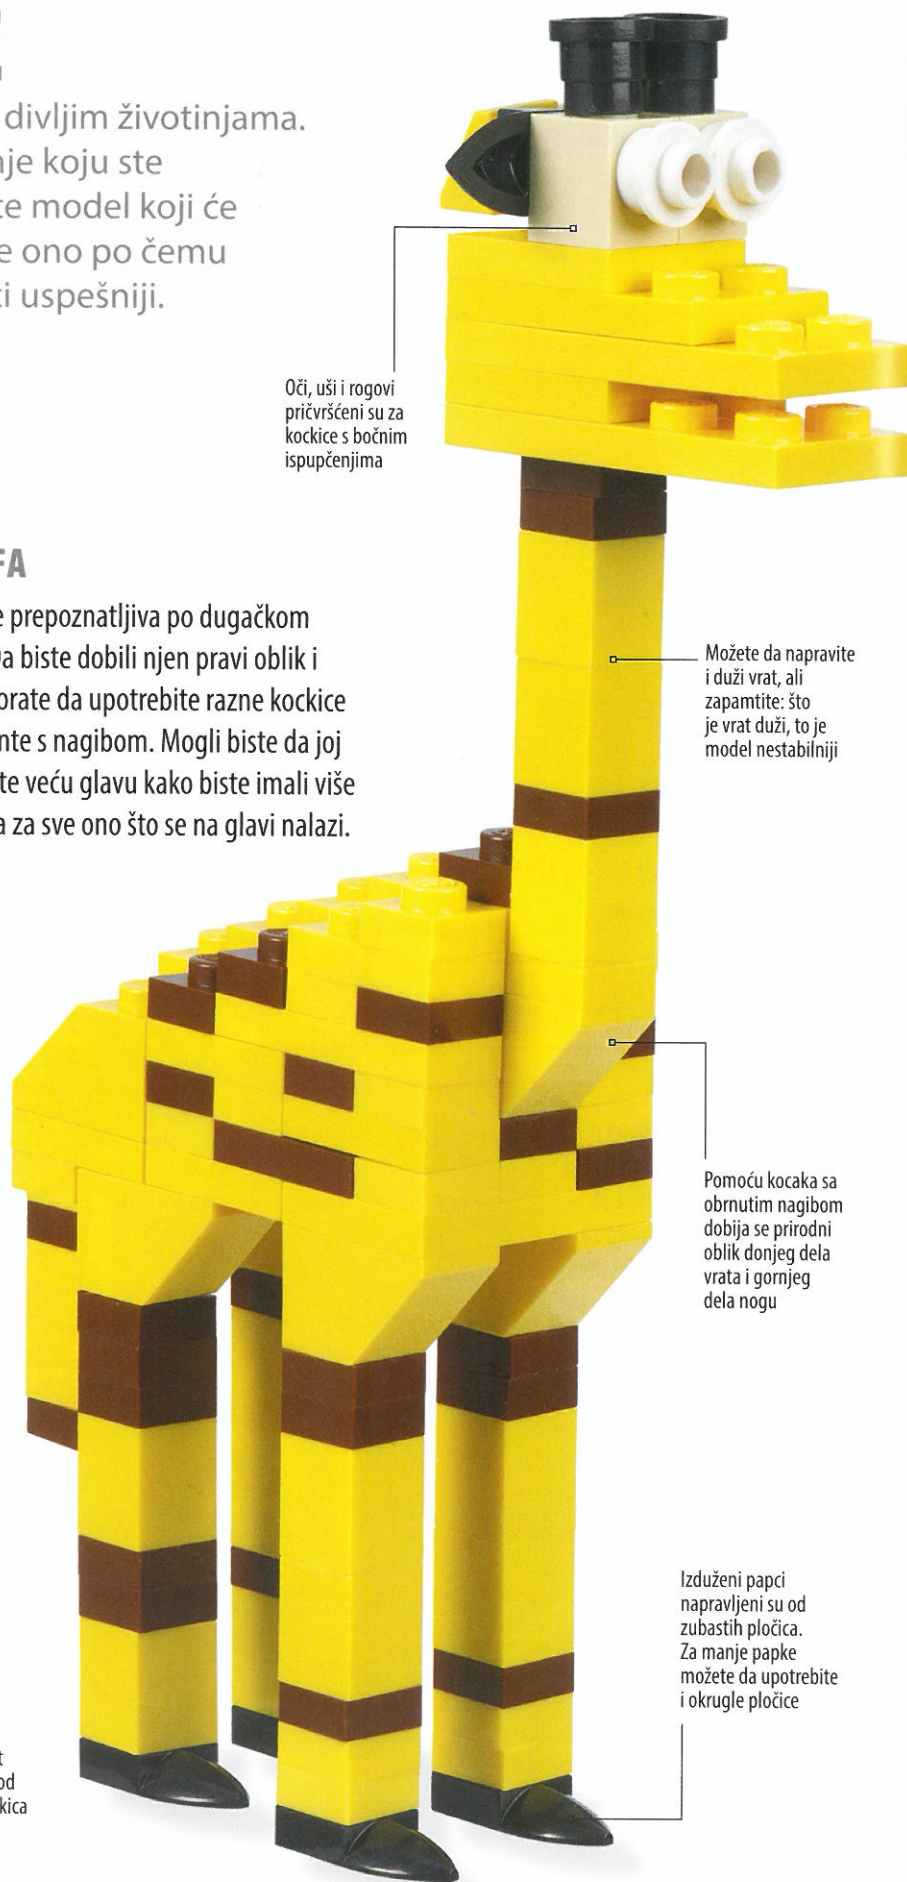 divljim životinjama.
nje koju ste
te model koji će
e ono po čemu
ti uspešniji.
Oči, uši i rogovi
pričvršćeni su za
kockice s bočnim
ispupčenjima
FA
e prepoznatljiva po dugačkom
Da biste dobili njen pravi oblik i
orate da upotrebite razne kockice
nte s nagibom. Mogli biste da joj
te veću glavu kako biste imali više
a za sve ono što se na glavi nalazi.
Možete da napravite
i duži vrat, ali
zapamtite: što
je vrat duži, to je
model nestabilniji
Pomoću kocaka sa
obrnutim nagibom
dobija se prirodni
oblik donjeg dela
vrata i gornjeg
dela nogu
Izduženi papci
napravljeni su od
zubastih pločica.
Za manje papke
možete da upotrebite
i okrugle pločice
t
od
kica